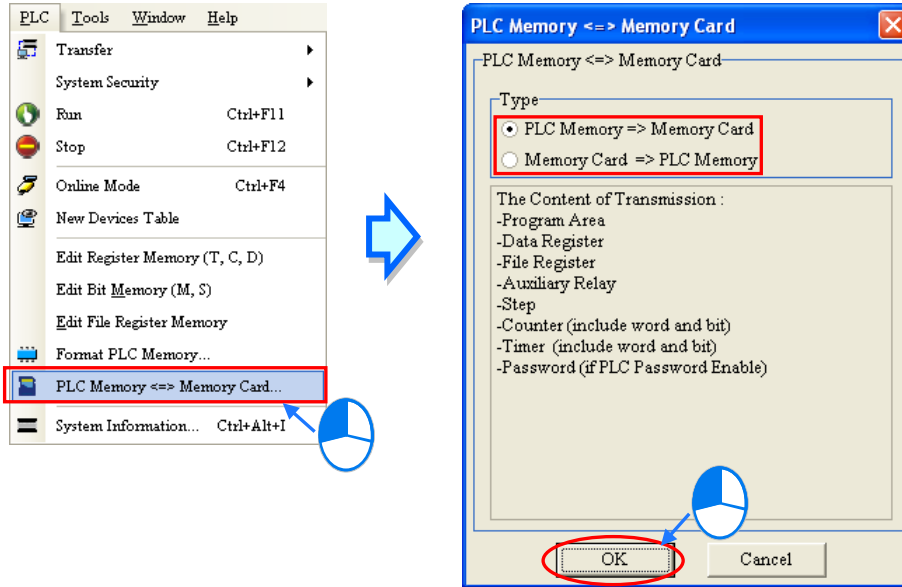 PLC Tools Window Help
Transfer
System Security
Run Ctrl+F11
Stop Ctrl+F12
Online Mode Ctrl+F4
New Devices Table
Edit Register Memory (T, C, D)
Edit Bit Memory (M, S)
Edit File Register Memory
Format PLC Memory...
PLC Memory <=> Memory Card...
System Information... Ctrl+Alt+I
PLC Memory <=> Memory Card
PLC Memory <=> Memory Card
Type
PLC Memory => Memory Card
Memory Card => PLC Memory
The Content of Transmission :
-Program Area
-Data Register
-File Register
-Auxiliary Relay
-Step
-Counter (include word and bit)
-Timer (include word and bit)
-Password (if PLC Password Enable)
OK Cancel